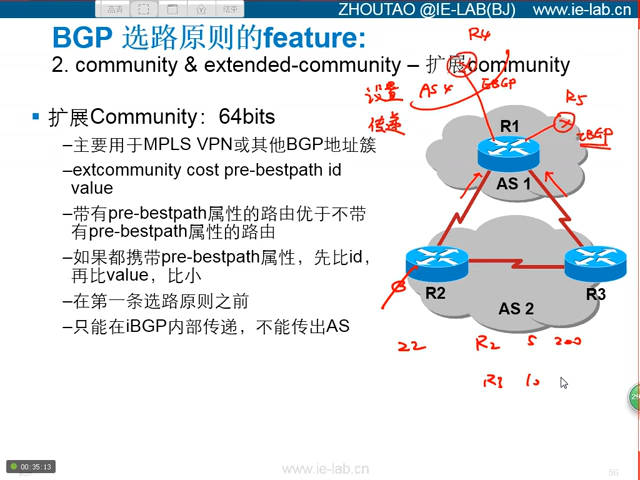 高清 结束
ZHOUTAO @IE-LAB(BJ) www.ie-lab.cn
BGP 选路原则的feature:
2. community & extended-community – 扩展community
扩展Community：64bits
–主要用于MPLS VPN或其他BGP地址簇
–extcommunity cost pre-bestpath id
value
–带有pre-bestpath属性的路由优于不带
有pre-bestpath属性的路由
–如果都携带pre-bestpath属性，先比id，
再比value，比小
–在第一条选路原则之前
–只能在iBGP内部传递，不能传出AS
R4
设置 AS4 EBGP
传递
R5
EBGP
R1
AS 1
R2
R3
AS 2
22 R2 5 200
R3 10
00:35:13
www.ie-lab.cn
56